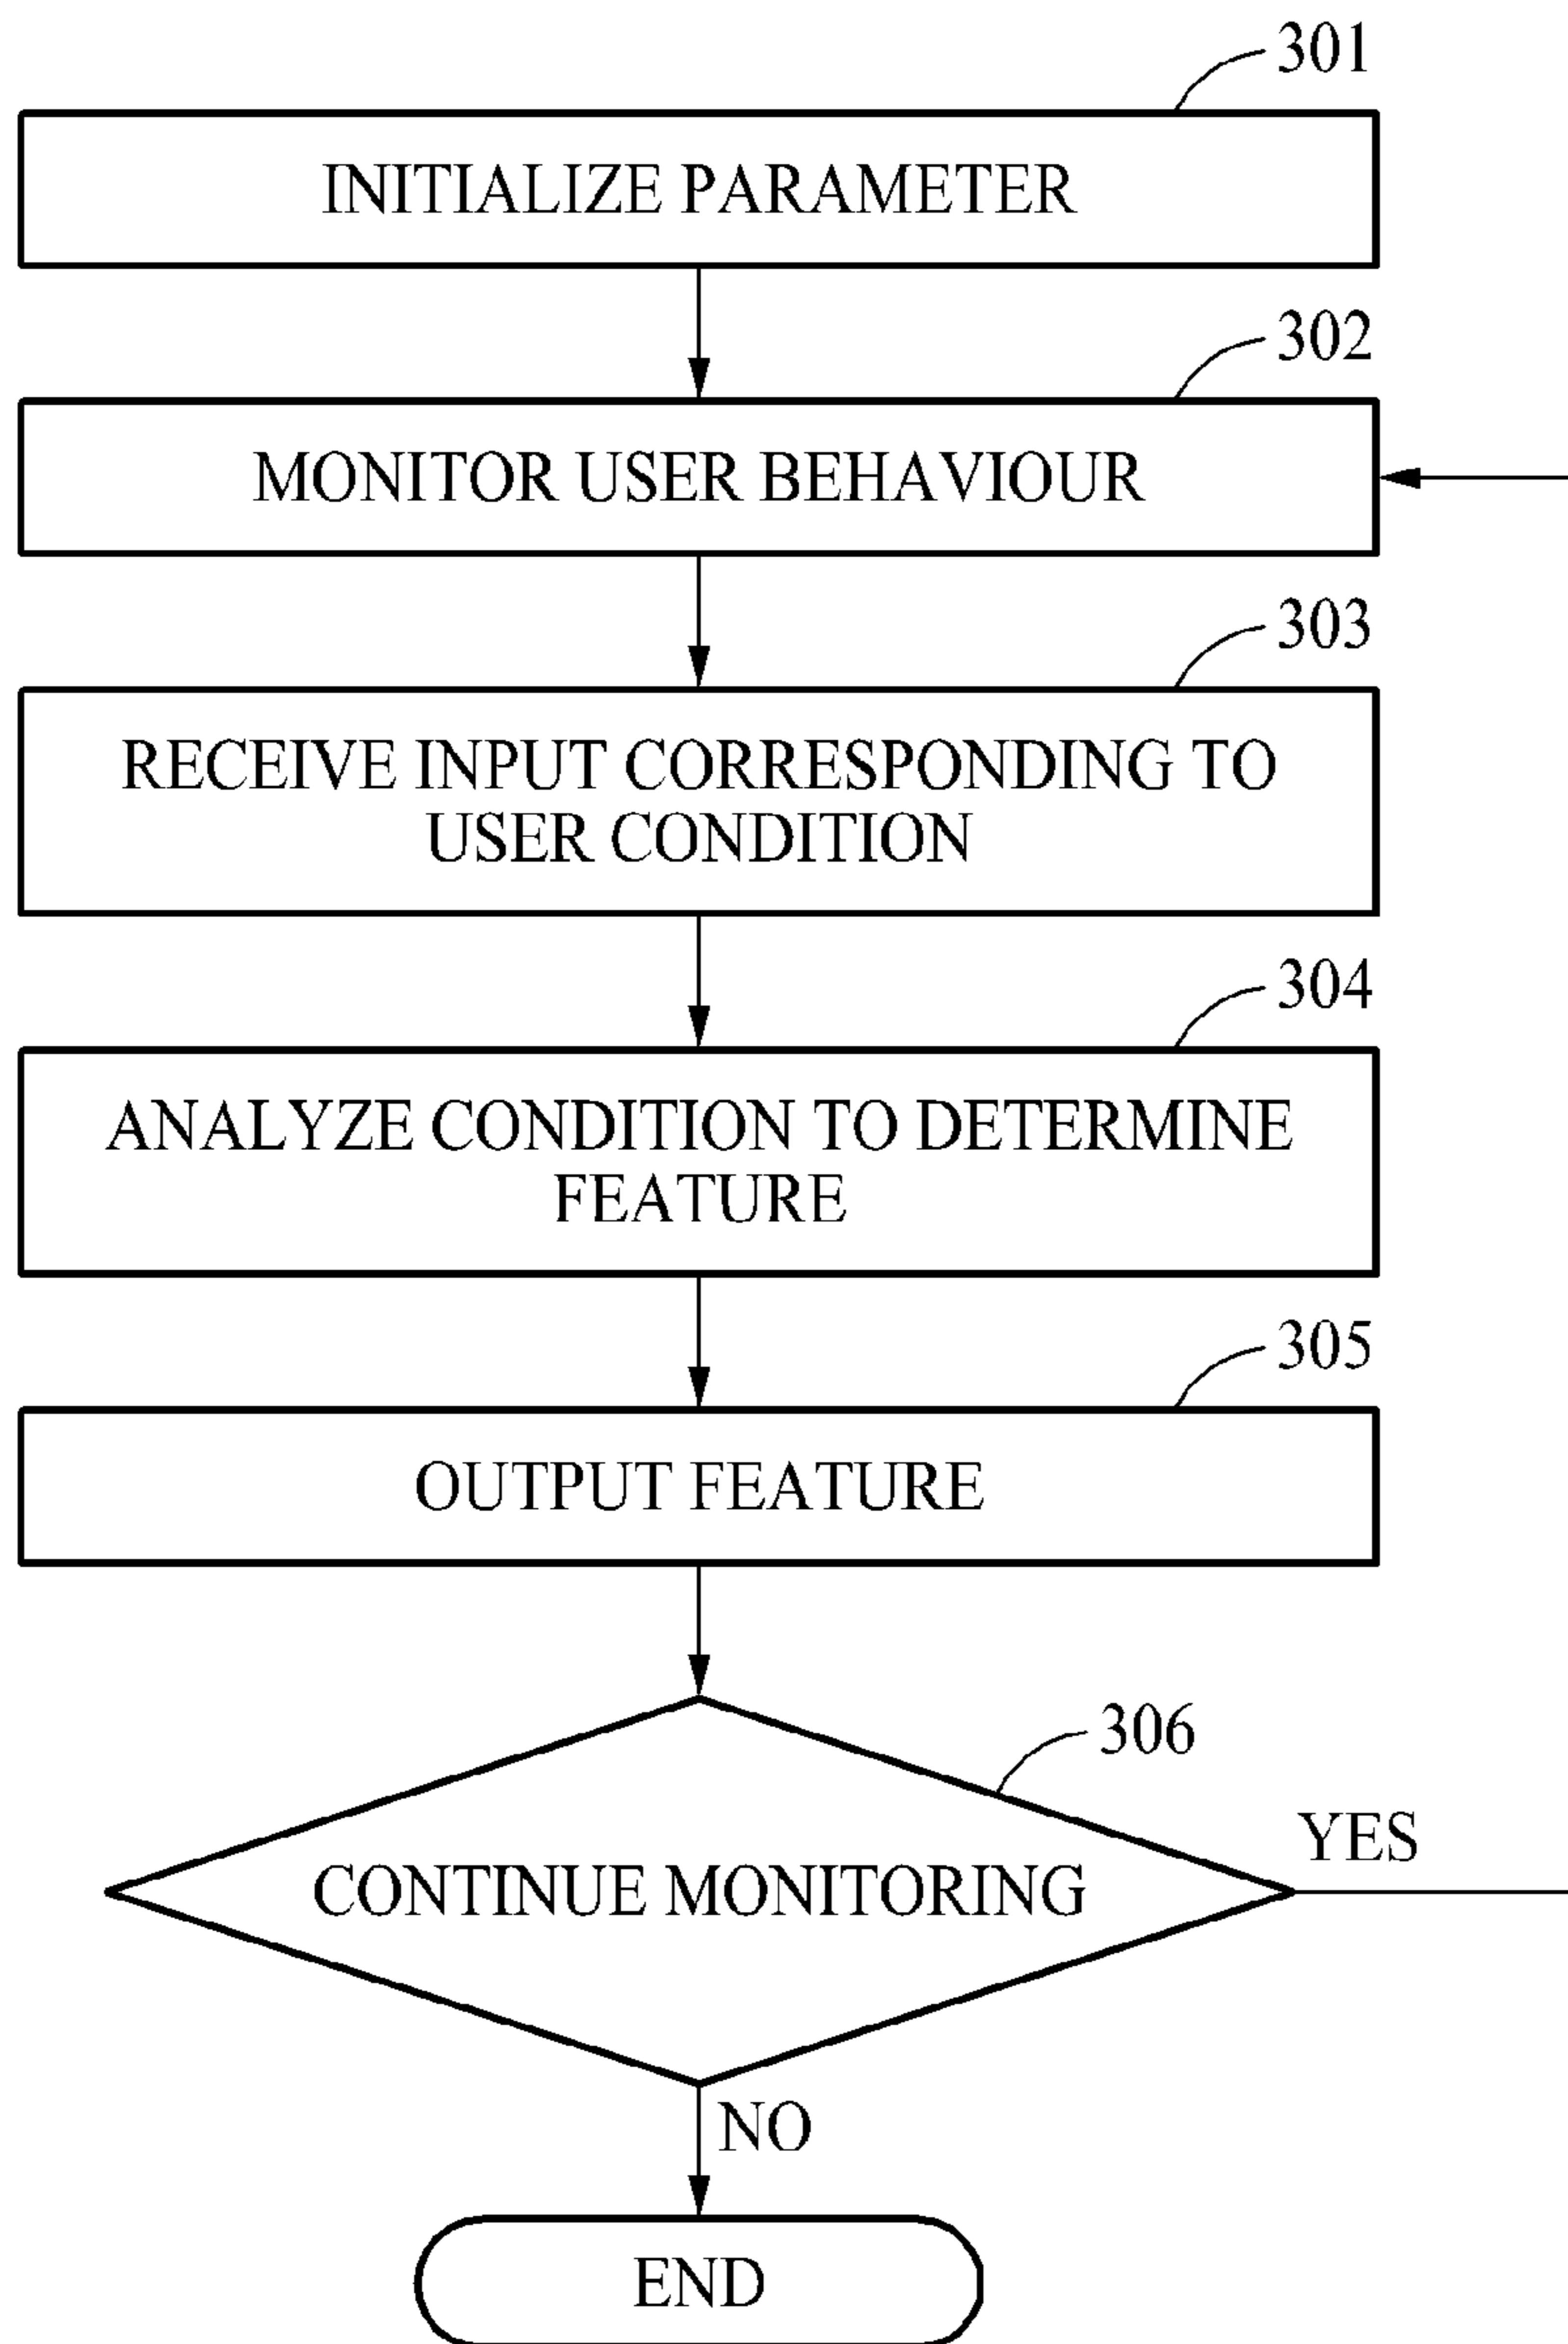 301
INITIALIZE PARAMETER
302
MONITOR USER BEHAVIOUR
303
RECEIVE INPUT CORRESPONDING TO
USER CONDITION
304
ANALYZE CONDITION TO DETERMINE
FEATURE
305
OUTPUT FEATURE
306
CONTINUE MONITORING
YES
NO
END